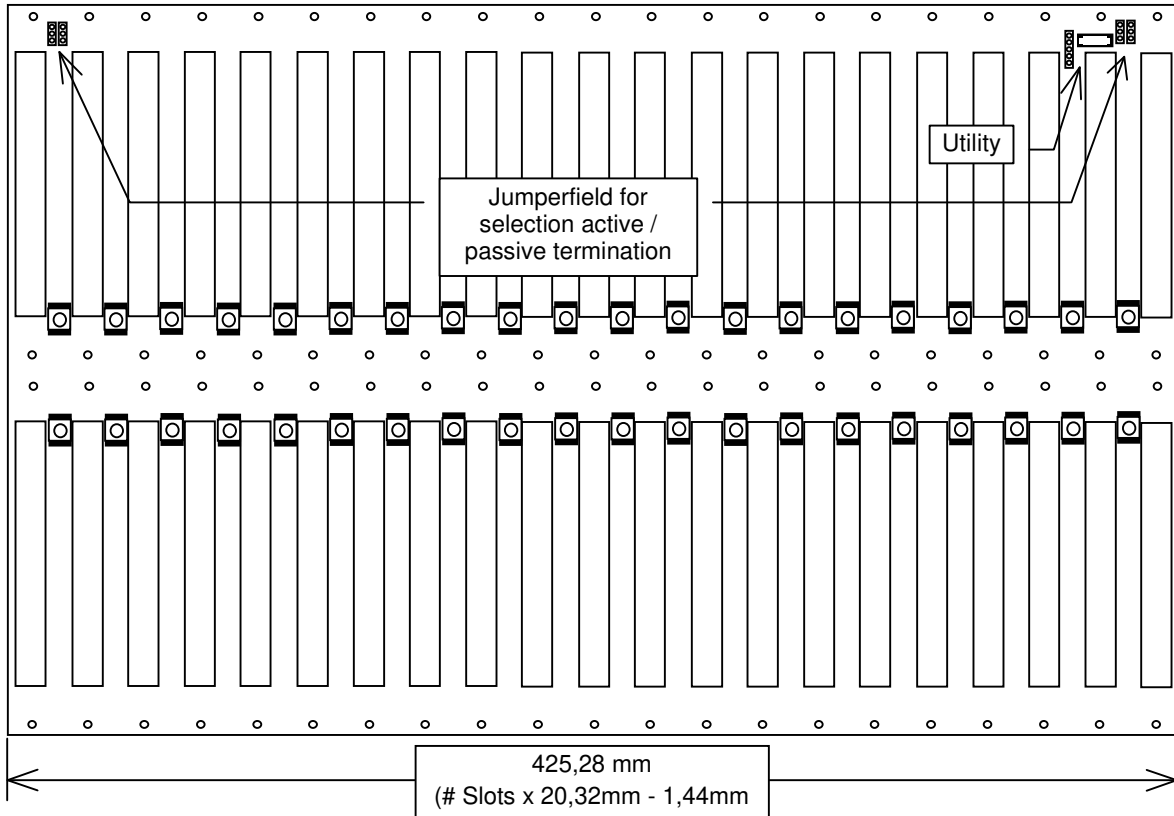 Utility
Jumperfield for
selection active /
passive termination
425,28 mm
(# Slots x 20,32mm - 1,44mm